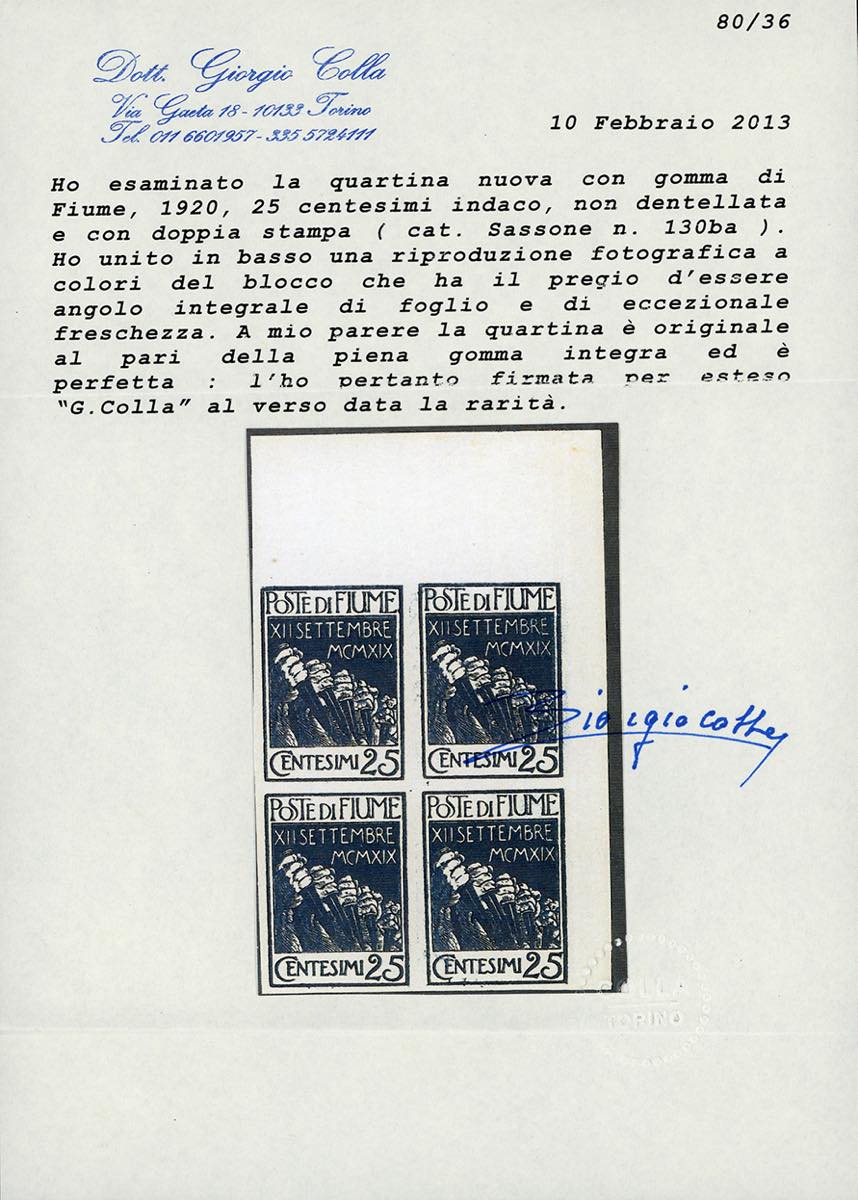 80/36
Dott. Giorgio Colla
Via Gaeta 18 - 10133 Torino
Tel. 011 6601957 - 335 5724111
10 Febbraio 2013
Ho esaminato la quartina nuova con gomma di
Fiume, 1920, 25 centesimi indaco, non dentellata
e con doppia stampa ( cat. Sassone n. 130ba ).
Ho unito in basso una riproduzione fotografica a
colori del blocco che ha il pregio d'essere
angolo integrale di foglio e di eccezionale
freschezza. A mio parere la quartina è originale
al pari della piena gomma integra ed è
perfetta : l'ho pertanto firmata per esteso
"G.Colla" al verso data la rarità.
POSTE DI FIUME
XII SETTEMBRE
MCMXIX
CENTESIMI 25
POSTE DI FIUME
XII SETTEMBRE
MCMXIX
CENTESIMI 25
Giorgio Colla
POSTE DI FIUME
XII SETTEMBRE
MCMXIX
CENTESIMI 25
POSTE DI FIUME
XII SETTEMBRE
MCMXIX
CENTESIMI 25
COLLA
TORINO